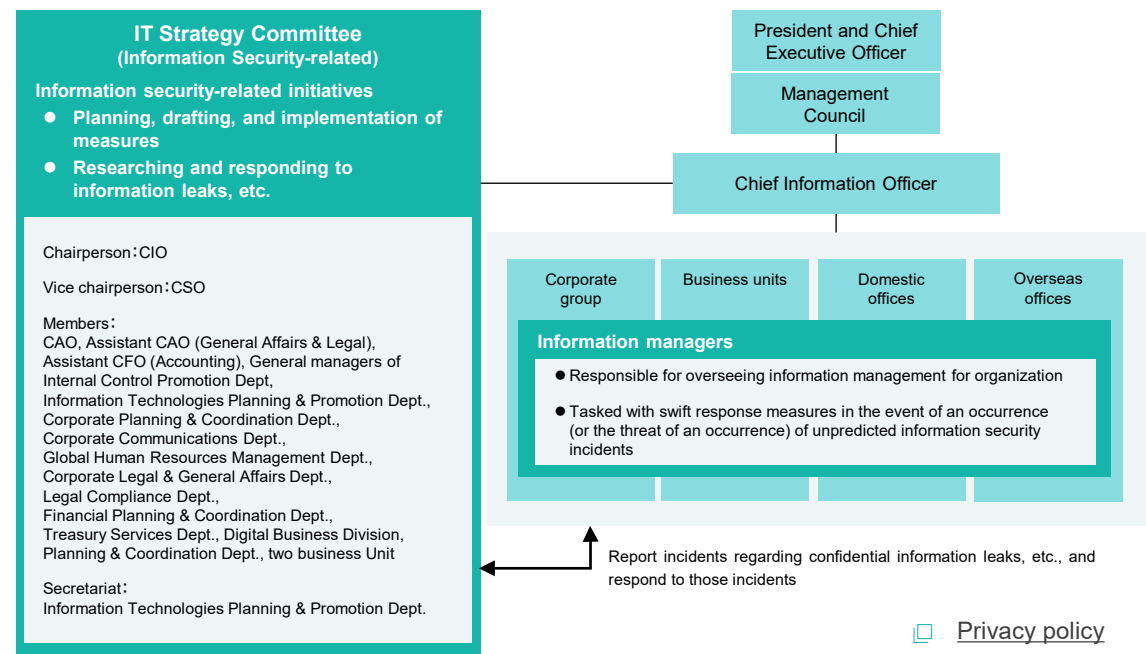 IT Strategy Committee
(Information Security-related)
Information security-related initiatives
● Planning, drafting, and implementation of
measures
● Researching and responding to
information leaks, etc.
Chairperson：CIO
Vice chairperson：CSO
Members：
CAO, Assistant CAO (General Affairs & Legal),
Assistant CFO (Accounting), General managers of
Internal Control Promotion Dept,
Information Technologies Planning & Promotion Dept.,
Corporate Planning & Coordination Dept.,
Corporate Communications Dept.,
Global Human Resources Management Dept.,
Corporate Legal & General Affairs Dept.,
Legal Compliance Dept.,
Financial Planning & Coordination Dept.,
Treasury Services Dept., Digital Business Division,
Planning & Coordination Dept., two business Unit
Secretariat：
Information Technologies Planning & Promotion Dept.
President and Chief
Executive Officer
Management
Council
Chief Information Officer
Corporate
group
Business units
Domestic
offices
Overseas
offices
Information managers
● Responsible for overseeing information management for organization
● Tasked with swift response measures in the event of an occurrence
(or the threat of an occurrence) of unpredicted information security
incidents
Report incidents regarding confidential information leaks, etc., and
respond to those incidents
Privacy policy